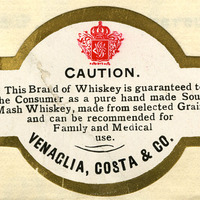 CAUTION.
This Brand of Whiskey is guaranteed to
the Consumer as a pure hand made Sour
Mash Whiskey, made from selected Grain
and can be recommended for
Family and Medical
use.
VENAGLIA, COSTA & CO.